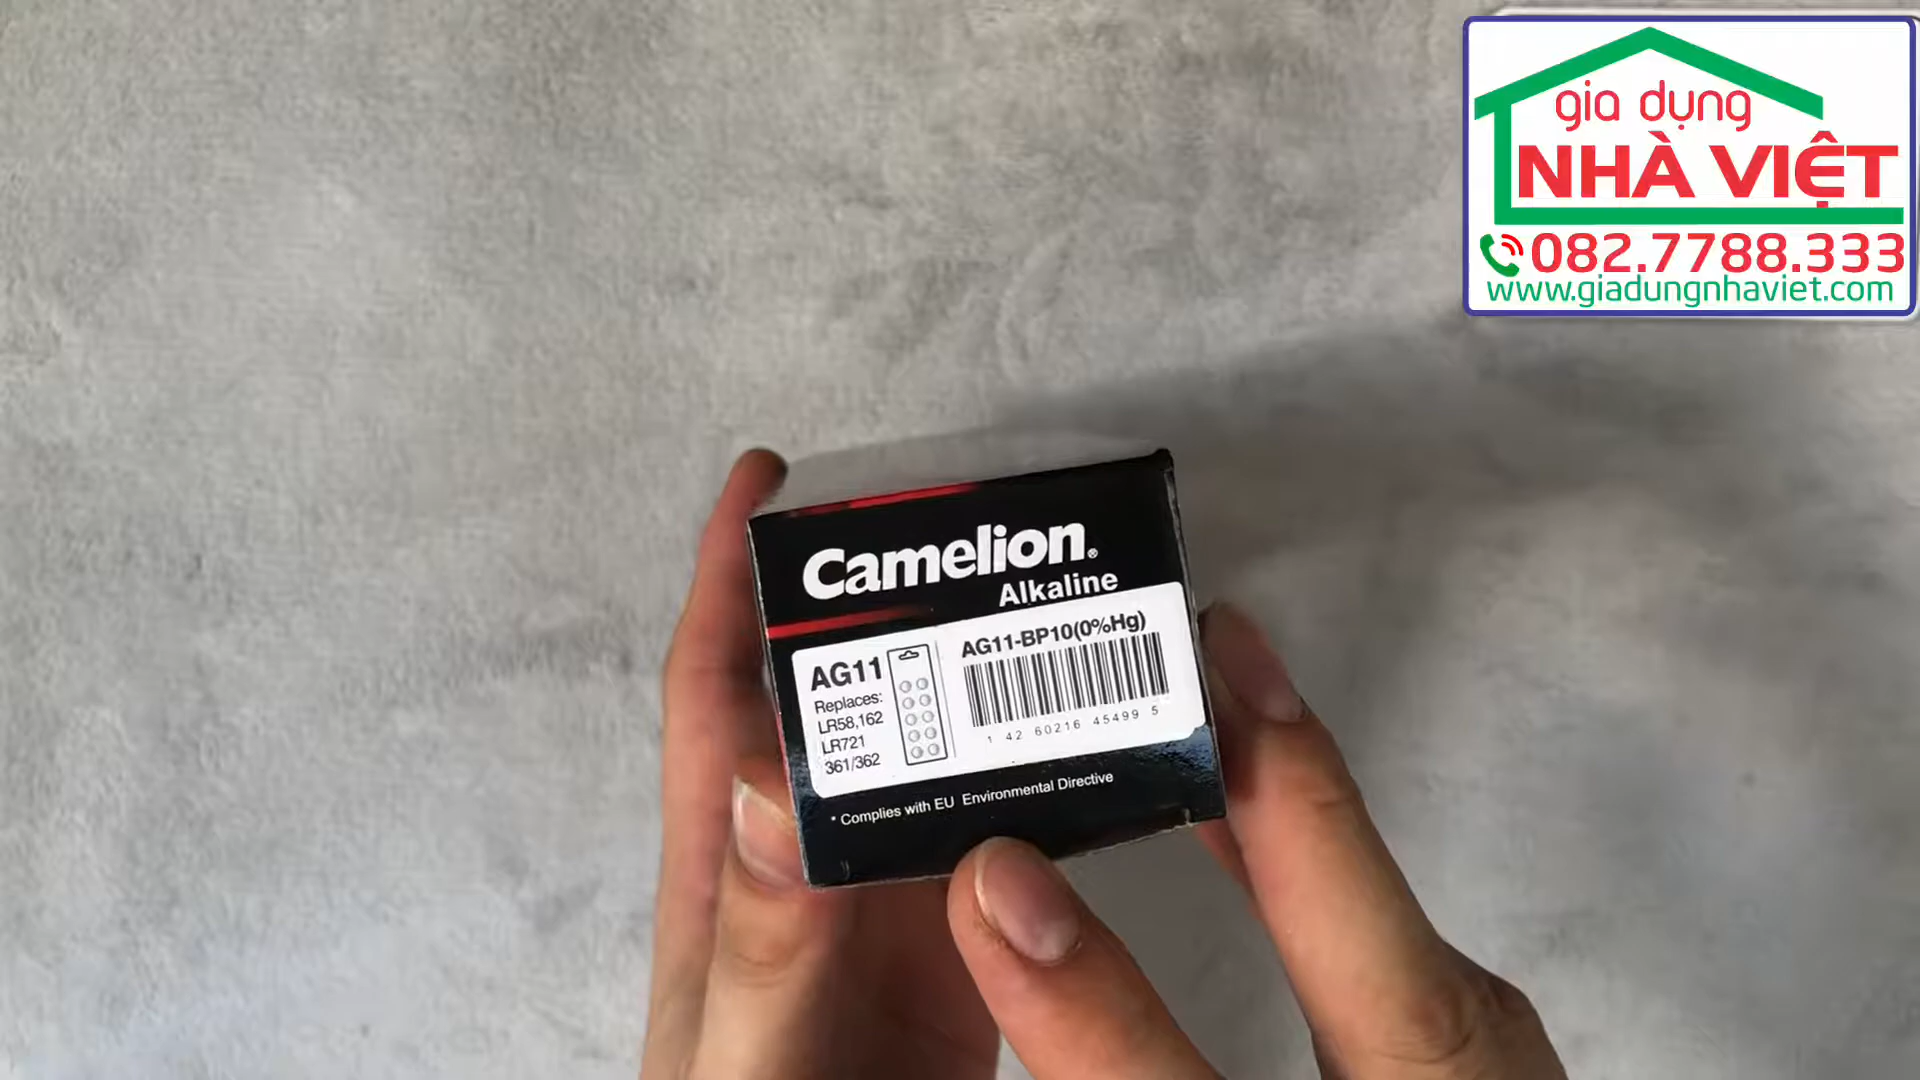 gia dụng
NHÀ VIỆT
082.7788.333
www.giadungnhaviet.com
Camelion®
Alkaline
AG11
Replaces:
LR58,162
LR721
361/362
AG11-BP10(0%Hg)
1 42 60216 45499 5
* Complies with EU Environmental Directive